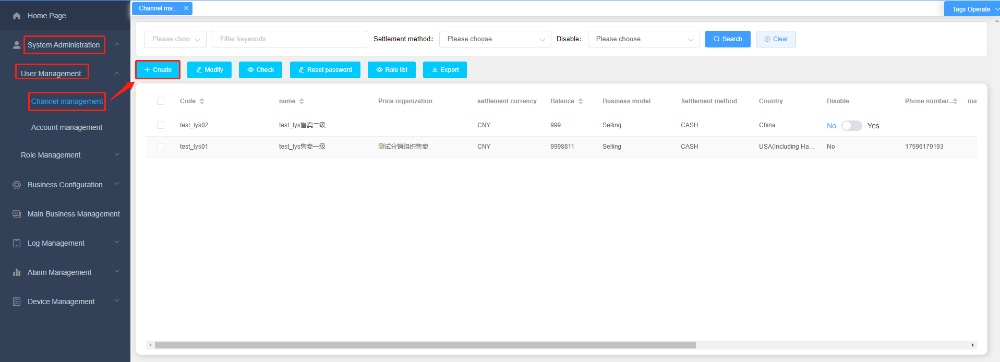 Home Page
System Administration
User Management
Channel management
Account management
Role Management
Business Configuration
Main Business Management
Log Management
Alarm Management
Device Management
Channel ma...
Tags Operate
Please choo
Filter keywords
Settlement method:
Please choose
Disable:
Please choose
Search
Clear
Create
Modify
Check
Reset password
Role list
Export
Code name Price organization settlement currency Balance Business model Settlement method Country Disable Phone number... ma
test_lys02 test_lys售卖二级 CNY 999 Selling CASH China No Yes
test_lys01 test_lys售卖一级 测试分销组织售卖 CNY 9998811 Selling CASH USA(Including Ha... No 17596179193